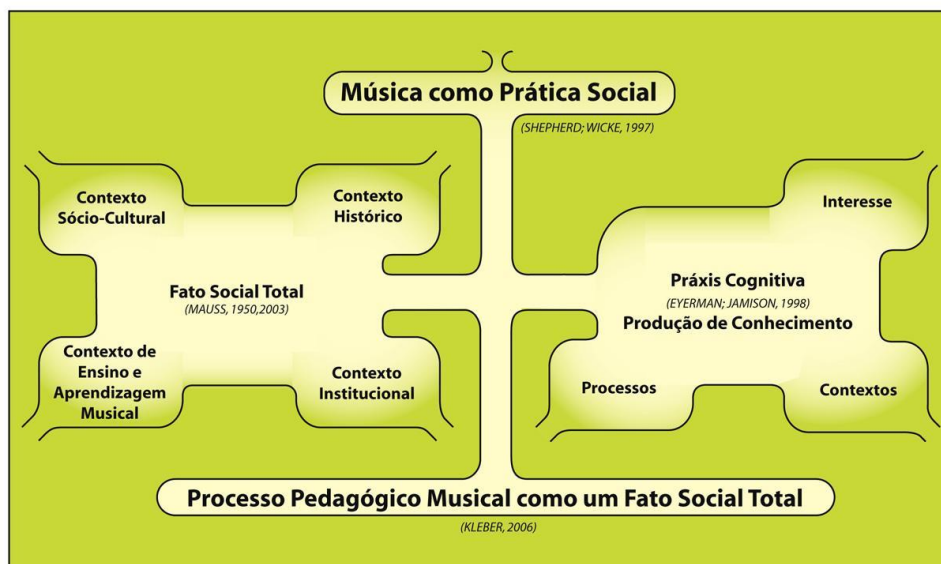 Música como Prática Social
(SHEPHERD; WICKE, 1997)
Contexto
Sócio-Cultural
Contexto
Histórico
Fato Social Total
(MAUSS, 1950,2003)
Contexto de
Ensino e
Aprendizagem
Musical
Contexto
Institucional
Interesse
Práxis Cognitiva
(EYERMAN; JAMISON, 1998)
Produção de Conhecimento
Processos
Contextos
Processo Pedagógico Musical como um Fato Social Total
(KLEBER, 2006)